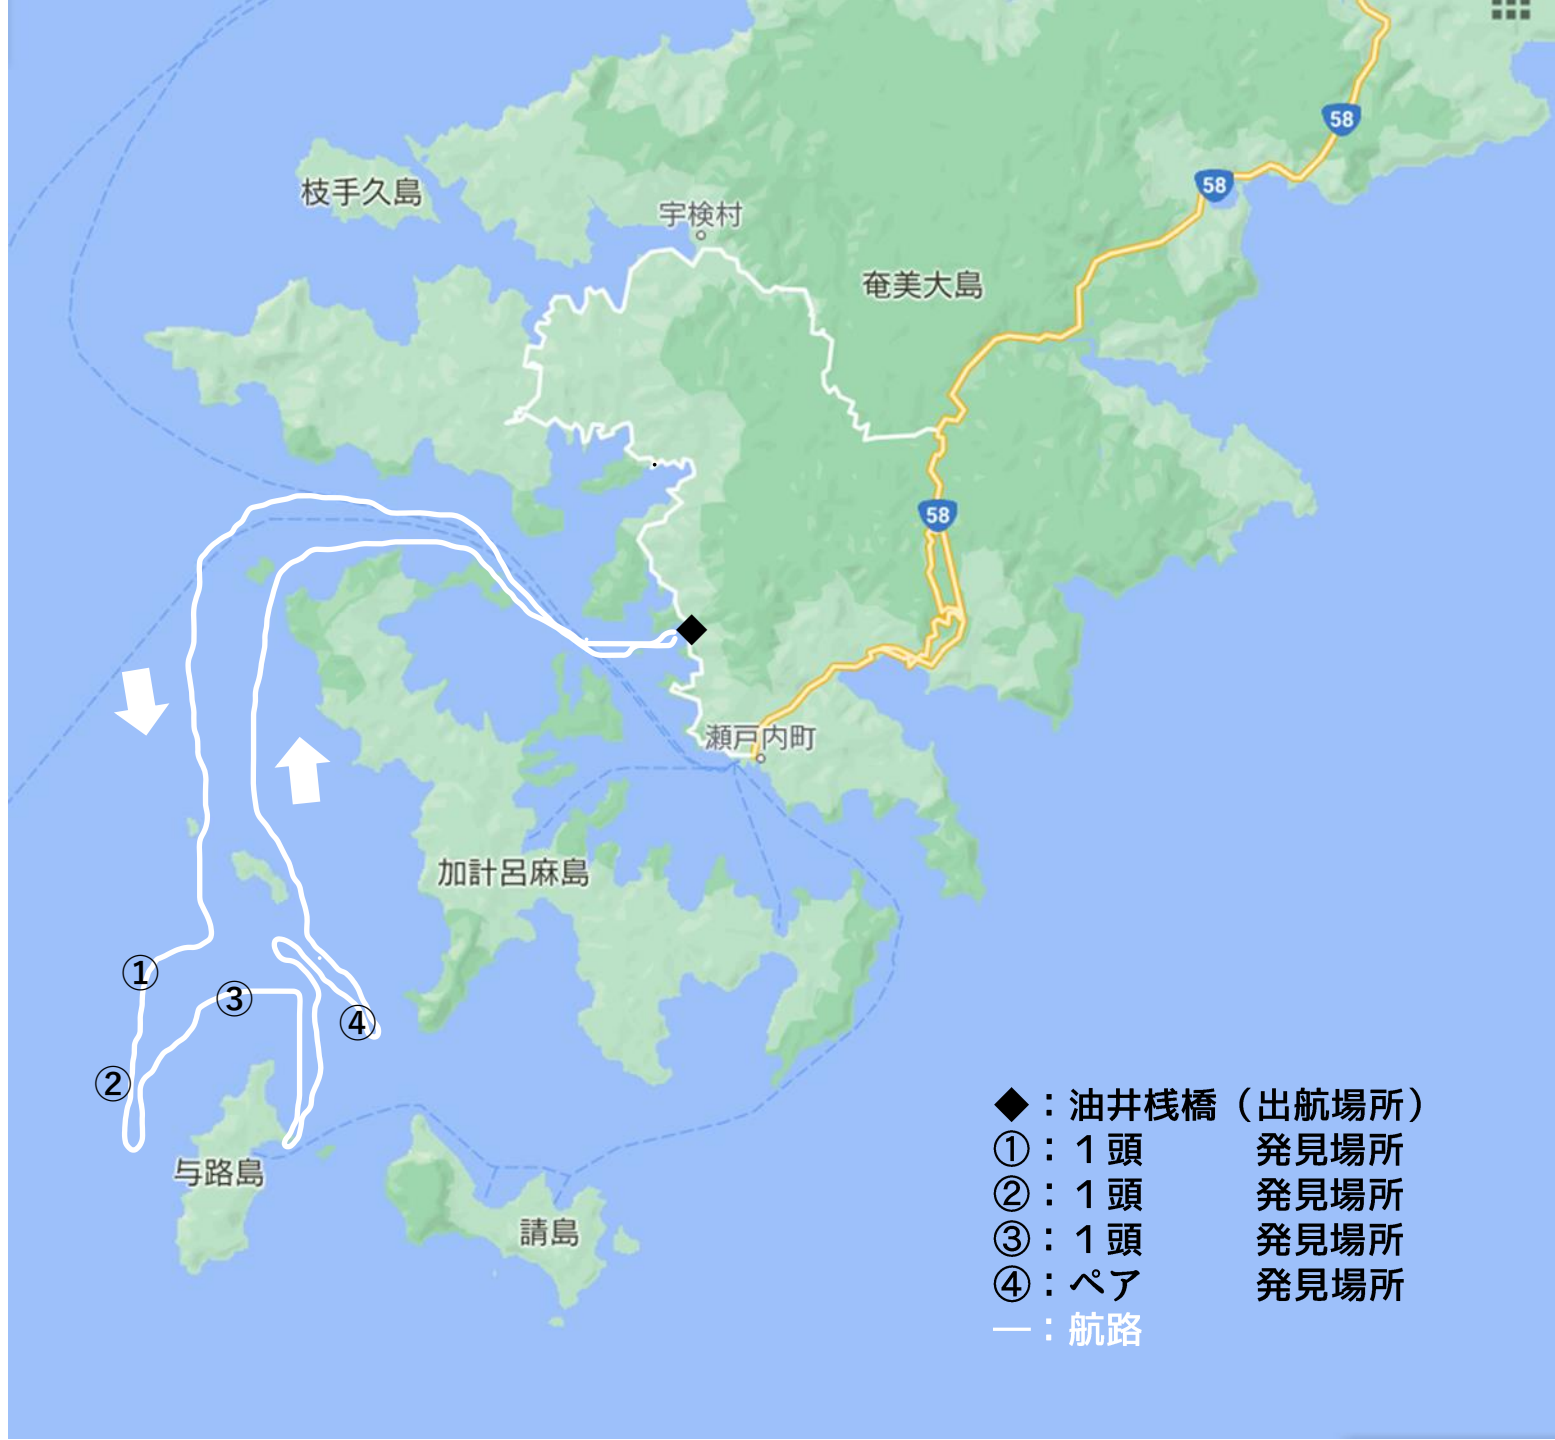 58
58
枝手久島
宇検村
奄美大島
58
瀬戸内町
加計呂麻島
①
③
④
②
与路島
請島
◆：油井桟橋（出航場所）
①：１頭　　　発見場所
②：１頭　　　発見場所
③：１頭　　　発見場所
④：ペア　　　発見場所
―：航路